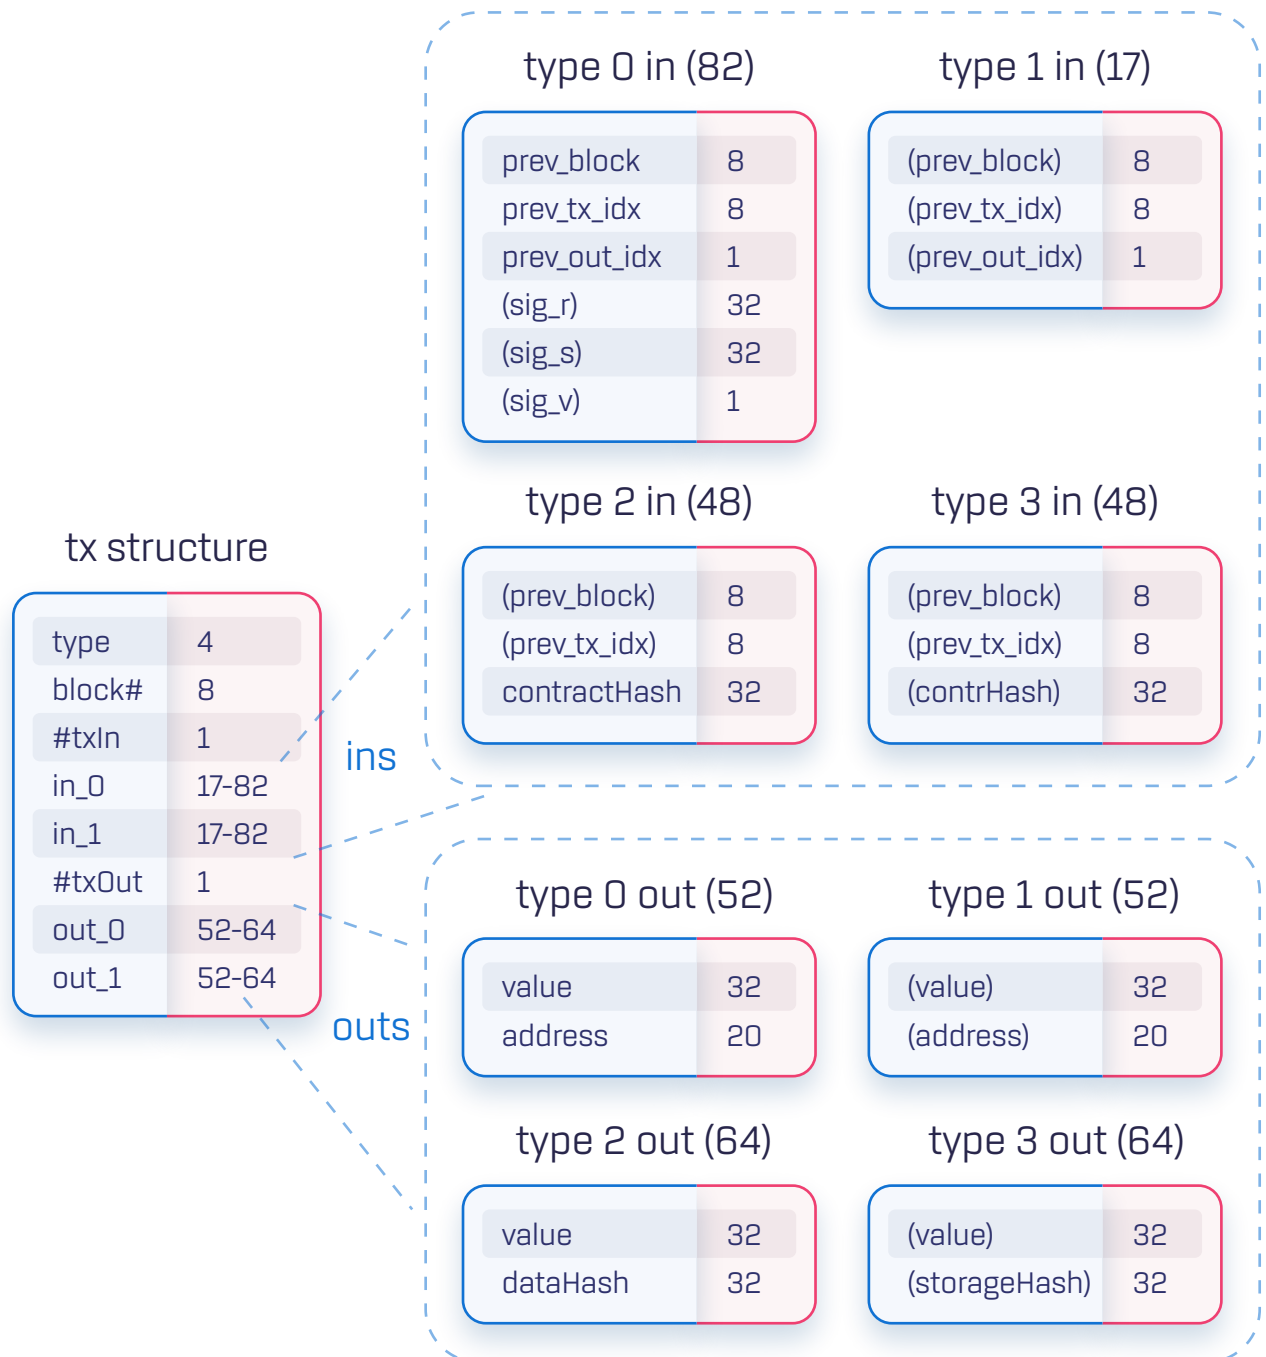 type 0 in (82)
prev_block 8
prev_tx_idx 8
prev_out_idx 1
(sig_r) 32
(sig_s) 32
(sig_v) 1
type 1 in (17)
(prev_block) 8
(prev_tx_idx) 8
(prev_out_idx) 1
type 2 in (48)
(prev_block) 8
(prev_tx_idx) 8
contractHash 32
type 3 in (48)
(prev_block) 8
(prev_tx_idx) 8
(contrHash) 32
tx structure
type 4
block# 8
#txIn 1
in_0 17-82
in_1 17-82
#txOut 1
out_0 52-64
out_1 52-64
ins
outs
type 0 out (52)
value 32
address 20
type 1 out (52)
(value) 32
(address) 20
type 2 out (64)
value 32
dataHash 32
type 3 out (64)
(value) 32
(storageHash) 32